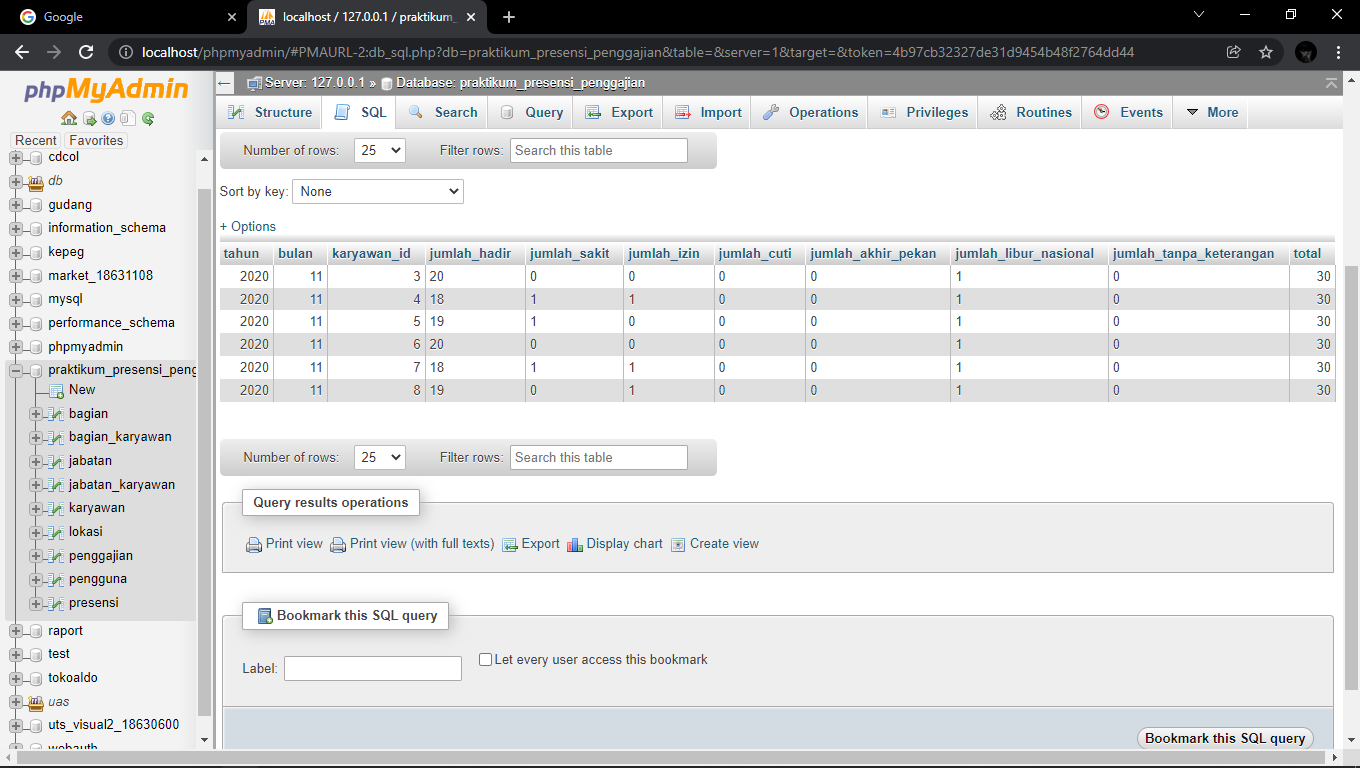 Google
localhost / 127.0.0.1 / praktikum_
localhost/phpmyadmin/#PMAURL-2:db_sql.php?db=praktikum_presensi_penggajian&table=&server=1&target=&token=4b97cb32327de31d9454b48f2764dd44
phpMyAdmin
Recent Favorites
cdcol
db
gudang
information_schema
kepeg
market_18631108
mysql
performance_schema
phpmyadmin
praktikum_presensi_peng
New
bagian
bagian_karyawan
jabatan
jabatan_karyawan
karyawan
lokasi
penggajian
pengguna
presensi
raport
test
tokoaldo
uas
uts_visual2_18630600
webauth
Server: 127.0.0.1 » Database: praktikum_presensi_penggajian
Structure SQL Search Query Export Import Operations Privileges Routines Events More
Number of rows: 25 Filter rows: Search this table
Sort by key: None
+ Options
tahun bulan karyawan_id jumlah_hadir jumlah_sakit jumlah_izin jumlah_cuti jumlah_akhir_pekan jumlah_libur_nasional jumlah_tanpa_keterangan total
2020 11 3 20 0 0 0 0 1 0 30
2020 11 4 18 1 1 0 0 1 0 30
2020 11 5 19 1 0 0 0 1 0 30
2020 11 6 20 0 0 0 0 1 0 30
2020 11 7 18 1 1 0 0 1 0 30
2020 11 8 19 0 1 0 0 1 0 30
Number of rows: 25 Filter rows: Search this table
Query results operations
Print view Print view (with full texts) Export Display chart Create view
Bookmark this SQL query
Label: Let every user access this bookmark
Bookmark this SQL query